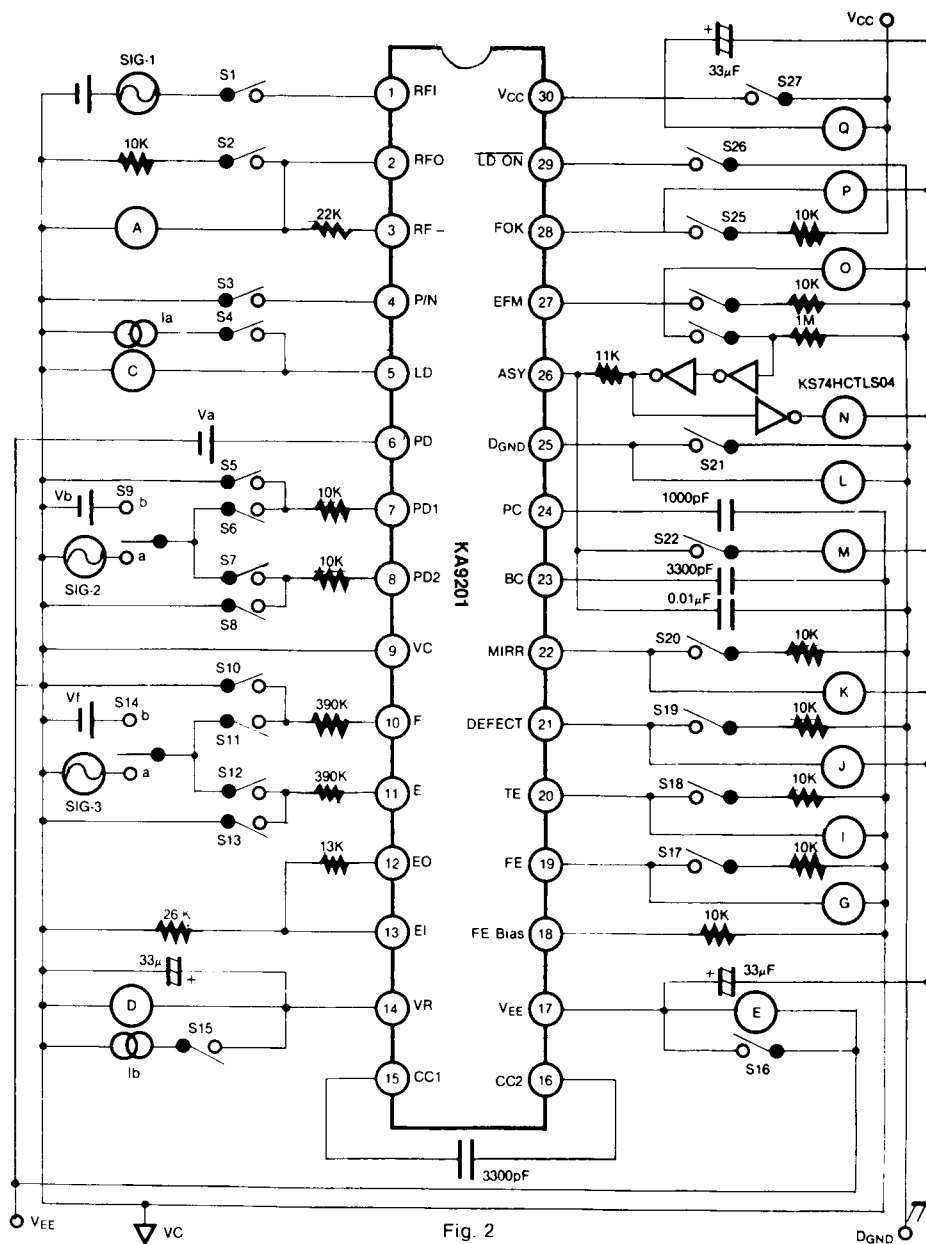 VCC
SIG-1
S1
1 RFI
33μF
S27
VCC 30
Q
10K
S2
2 RFO
S26
LD ON 29
P
A
22K
3 RF-
S25
10K
FOK 28
O
S3
4 P/N
10K
EFM 27
Ia
S4
1M
C
5 LD
11K
ASY 26
KS74HCTLS04
N
Va
6 PD
DGND 25
S21
L
S5
Vb
S9
b
10K
7 PD1
1000pF
PC 24
S6
a
SIG-2
S7
10K
8 PD2
S22
M
BC 23
3300pF
S8
KA9201
0.01μF
9 VC
S20
10K
MIRR 22
S10
K
Vf
S14
b
390K
10 F
S19
10K
DEFECT 21
S11
J
a
SIG-3
S12
390K
11 E
S18
10K
TE 20
S13
I
13K
12 EO
S17
10K
FE 19
G
26 K
13 EI
10K
FE Bias 18
33μ
+
33μF
D
14 VR
VEE 17
E
S15
Ib
S16
15 CC1
CC2 16
3300pF
VEE
VC
Fig. 2
DGND